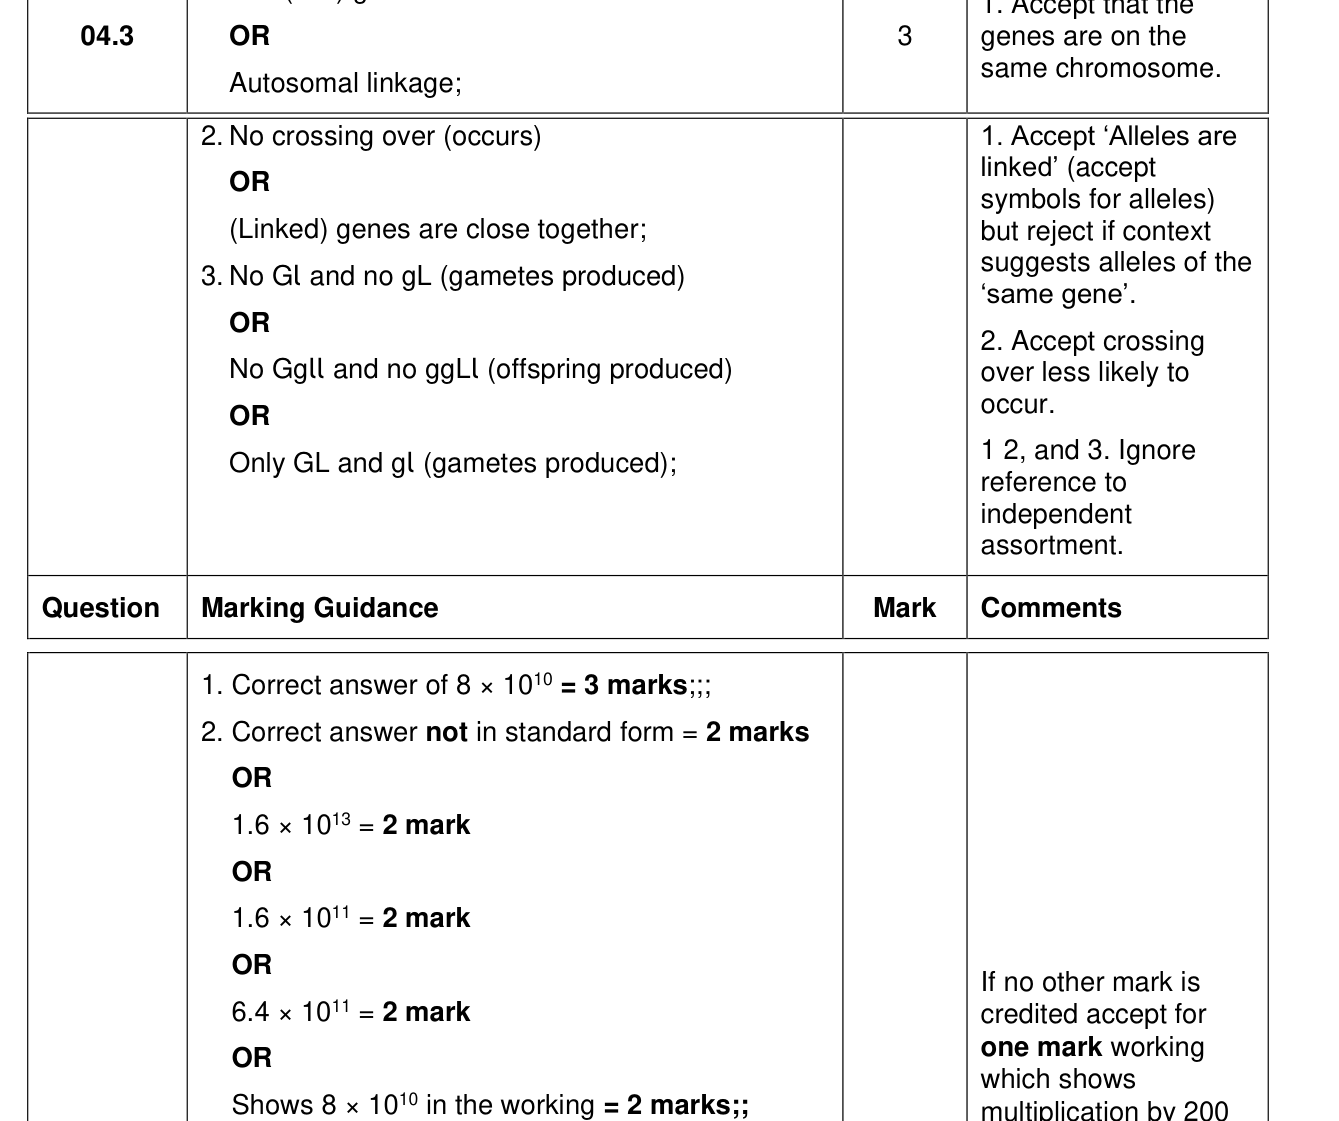 04.3
OR
Autosomal linkage;
3
1. Accept that the
genes are on the
same chromosome.
2. No crossing over (occurs)
OR
(Linked) genes are close together;
3. No Gl and no gL (gametes produced)
OR
No Ggll and no ggLl (offspring produced)
OR
Only GL and gl (gametes produced);
1. Accept ‘Alleles are
linked’ (accept
symbols for alleles)
but reject if context
suggests alleles of the
‘same gene’.
2. Accept crossing
over less likely to
occur.
1 2, and 3. Ignore
reference to
independent
assortment.
Question Marking Guidance Mark Comments
1. Correct answer of 8 × 10¹⁰ = 3 marks;;;
2. Correct answer not in standard form = 2 marks
OR
1.6 × 10¹³ = 2 mark
OR
1.6 × 10¹¹ = 2 mark
OR
6.4 × 10¹¹ = 2 mark
OR
Shows 8 × 10¹⁰ in the working = 2 marks;;
If no other mark is
credited accept for
one mark working
which shows
multiplication by 200